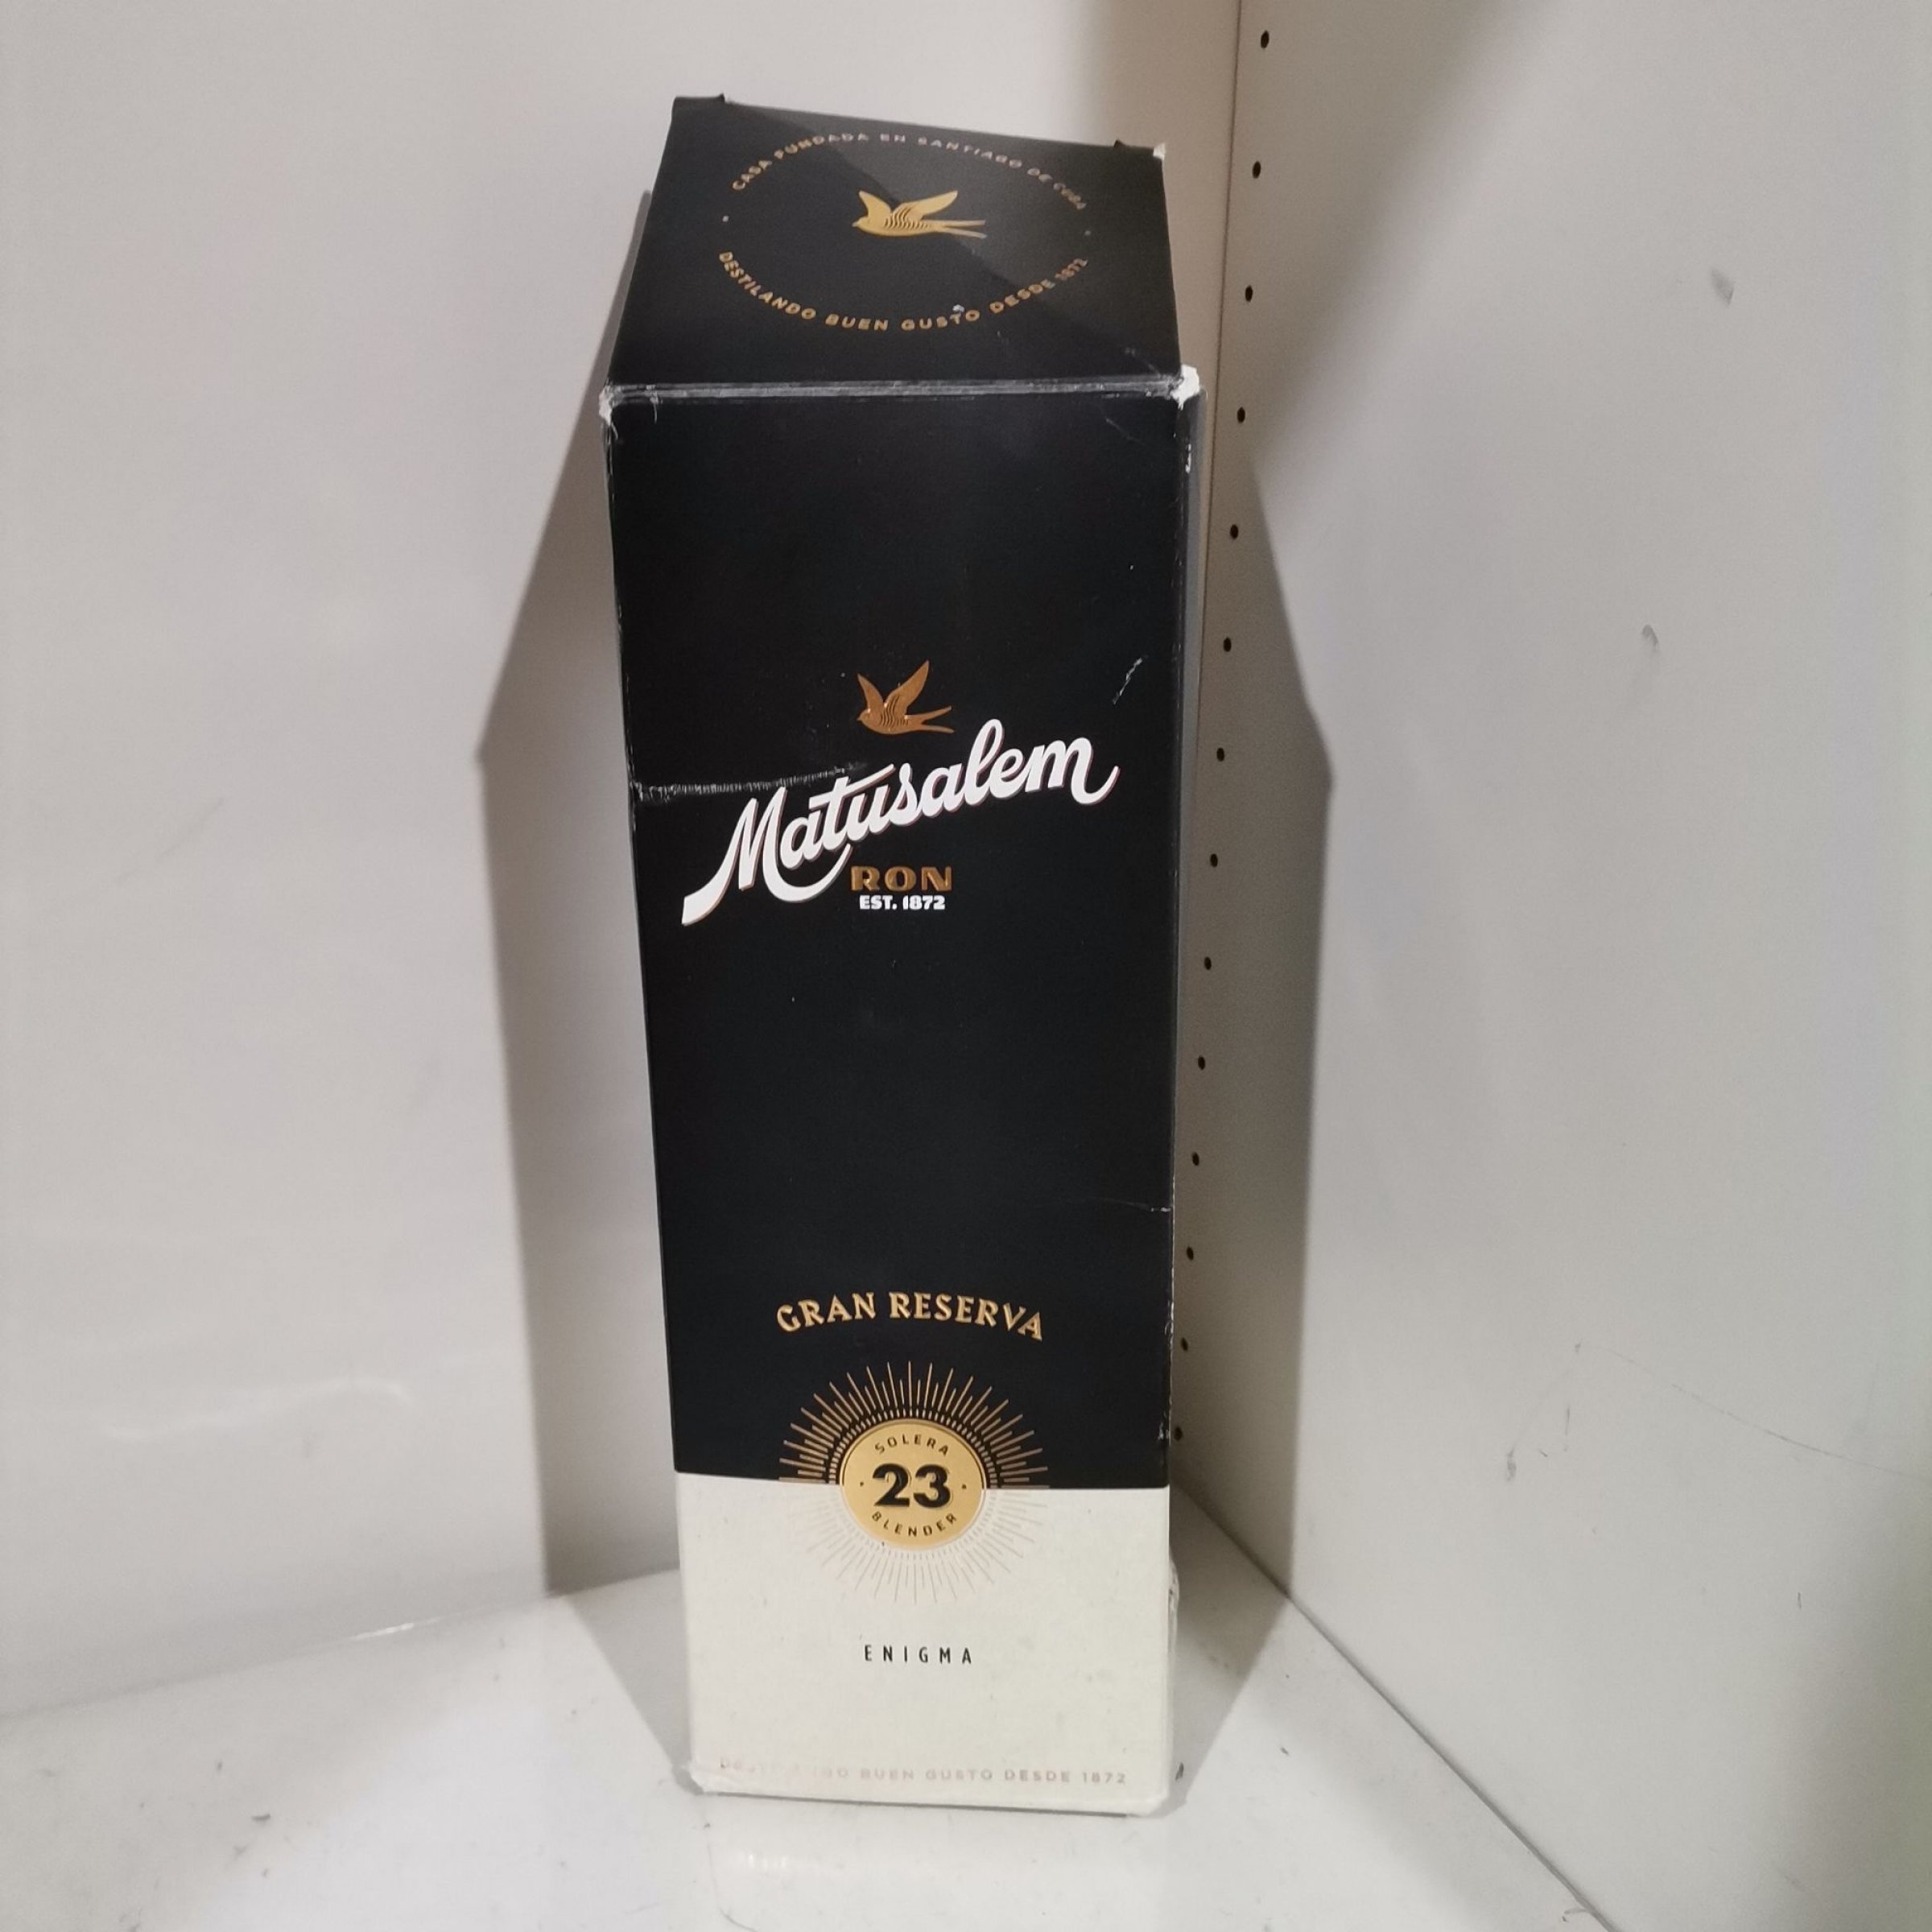 CASA FUNDADA EN SANTIAGO DE CUBA
DESTILANDO BUEN GUSTO DESDE 1872
Matusalem
RON
EST. 1872
GRAN RESERVA
SOLERA
23
BLENDER
ENIGMA
BUEN GUSTO DESDE 1872